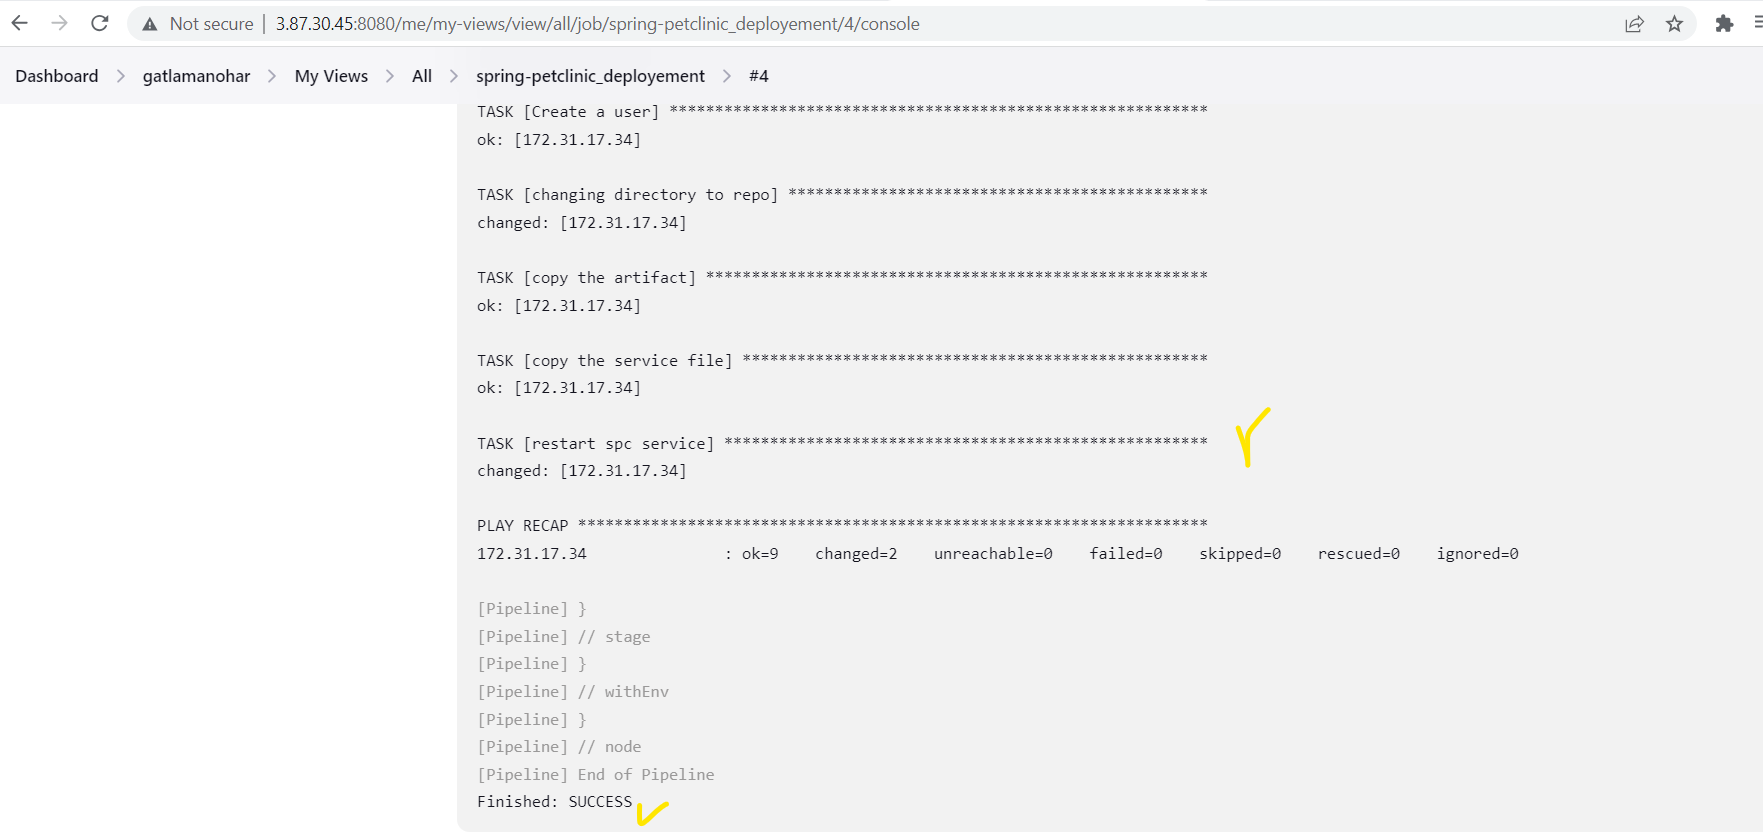 Not secure | 3.87.30.45:8080/me/my-views/view/all/job/spring-petclinic_deployement/4/console
Dashboard > gatlamanohar > My Views > All > spring-petclinic_deployement > #4
TASK [Create a user] ***********************************************************
ok: [172.31.17.34]
TASK [changing directory to repo] **********************************************
changed: [172.31.17.34]
TASK [copy the artifact] *******************************************************
ok: [172.31.17.34]
TASK [copy the service file] ***************************************************
ok: [172.31.17.34]
TASK [restart spc service] *****************************************************
changed: [172.31.17.34]
PLAY RECAP *********************************************************************
172.31.17.34               : ok=9    changed=2    unreachable=0    failed=0    skipped=0    rescued=0    ignored=0
[Pipeline] }
[Pipeline] // stage
[Pipeline] }
[Pipeline] // withEnv
[Pipeline] }
[Pipeline] // node
[Pipeline] End of Pipeline
Finished: SUCCESS